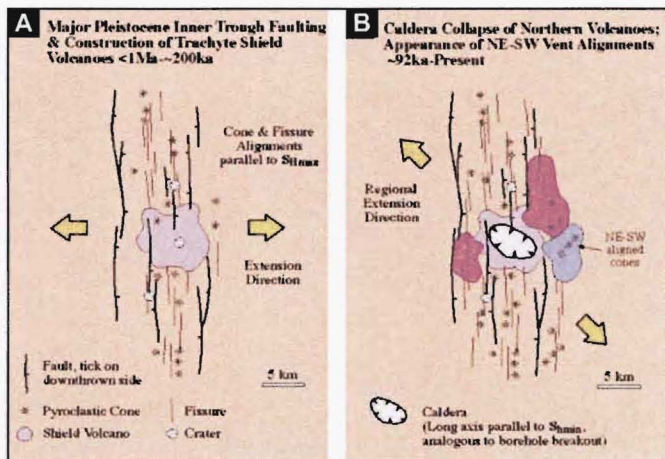 A
Major Pleistocene Inner Trough Faulting
& Construction of Trachyte Shield
Volcanoes <1Ma-~200ka
Cone & Fissure
Alignments
parallel to SHmax
Extension
Direction
Fault, tick on
downthrown side
5 km
Pyroclastic Cone
Fissure
Shield Volcano
Crater
B
Caldera Collapse of Northern Volcanoes;
Appearance of NE-SW Vent Alignments
~92ka-Present
Regional
Extension
Direction
NE-SW
aligned
cones
5 km
Caldera
(Long axis parallel to Shmin,
analogous to borehole breakout)